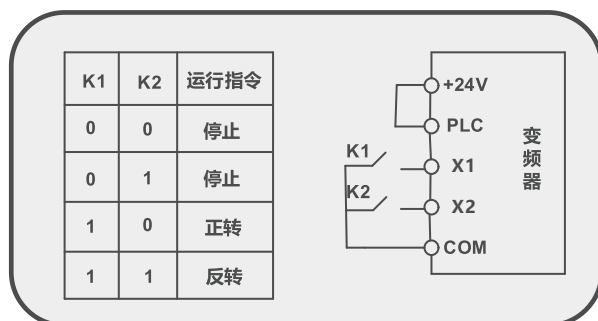 K1 K2 运行指令
0 0 停止
0 1 停止
1 0 正转
1 1 反转
+24V
PLC
K1
X1
K2
X2
COM
变频器